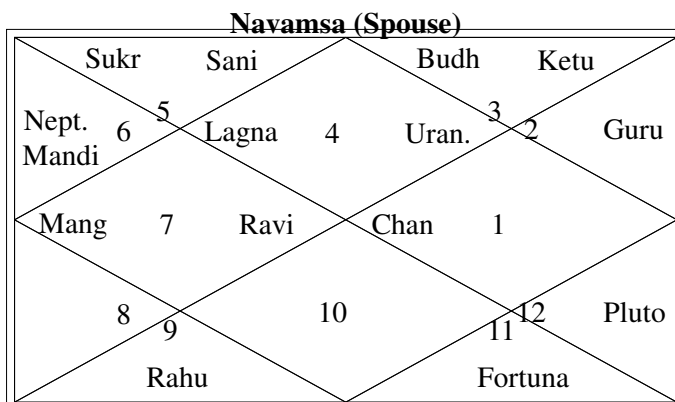 Navamsa (Spouse)
Sukr Sani Budh Ketu
5 3
Nept. 6 Lagna 4 Uran. 2 Guru
Mandi
Mang 7 Ravi Chan 1
8 10 12 Pluto
9 11
Rahu Fortuna